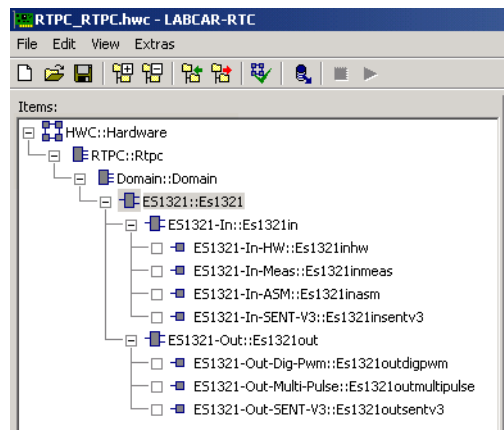 RTPC_RTPC.hwc - LABCAR-RTC
File Edit View Extras
Items:
HWC::Hardware
RTPC::Rtpc
Domain::Domain
ES1321::Es1321
ES1321-In::Es1321in
ES1321-In-HW::Es1321inhw
ES1321-In-Meas::Es1321inmeas
ES1321-In-ASM::Es1321inasm
ES1321-In-SENT-V3::Es1321insentv3
ES1321-Out::Es1321out
ES1321-Out-Dig-Pwm::Es1321outdigpwm
ES1321-Out-Multi-Pulse::Es1321outmultipulse
ES1321-Out-SENT-V3::Es1321outsentv3